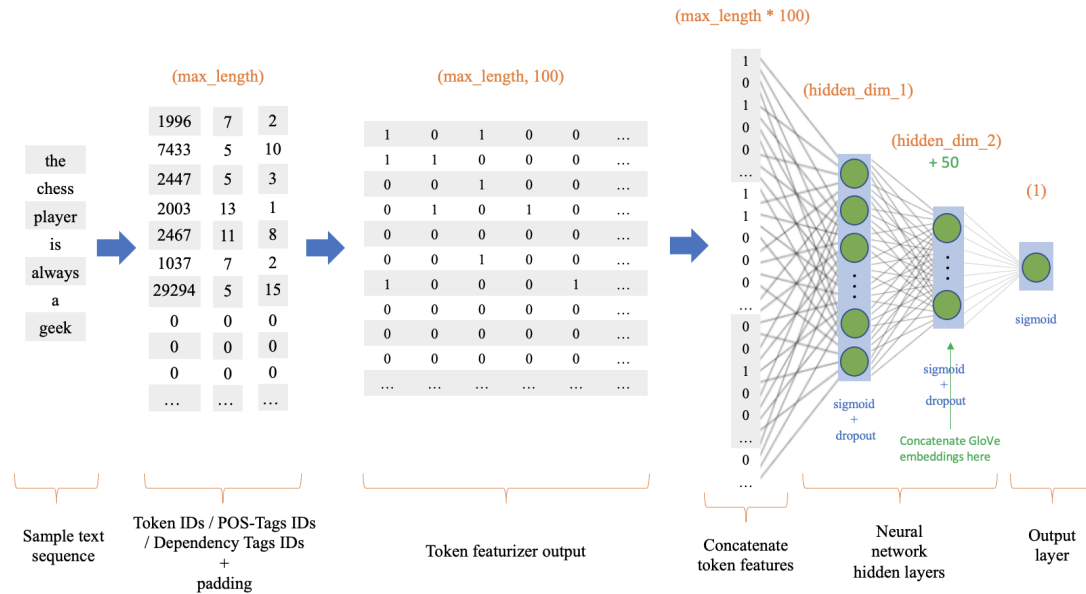 (max_length * 100)
(max_length)
(max_length, 100)
(hidden_dim_1)
(hidden_dim_2)
+ 50
(1)
the
chess
player
is
always
a
geek
1996 7 2
7433 5 10
2447 5 3
2003 13 1
2467 11 8
1037 7 2
29294 5 15
0 0 0
0 0 0
0 0 0
... ... ...
1 0 1 0 0 ...
1 1 0 0 0 ...
0 0 1 0 0 ...
0 1 0 1 0 ...
0 0 0 0 0 ...
0 0 1 0 0 ...
1 0 0 0 1 ...
0 0 0 0 0 ...
0 0 0 0 0 ...
0 0 0 0 0 ...
... ... ... ... ... ...
1
0
1
0
0
...
1
1
0
0
0
...
0
0
1
0
0
...
0
...
sigmoid
+
dropout
sigmoid
+
dropout
Concatenate GloVe
embeddings here
sigmoid
Sample text
sequence
Token IDs / POS-Tags IDs
/ Dependency Tags IDs
+
padding
Token featurizer output
Concatenate
token features
Neural
network
hidden layers
Output
layer